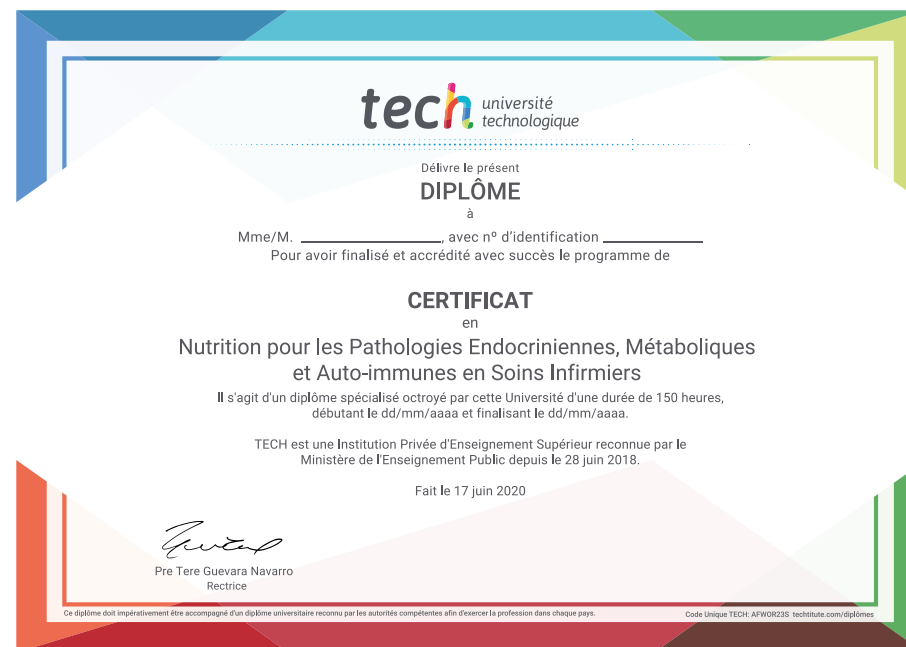 tech université
technologique
Délivre le présent
DIPLÔME
à
Mme/M. ____________________, avec nº d'identification ______________
Pour avoir finalisé et accrédité avec succès le programme de
CERTIFICAT
en
Nutrition pour les Pathologies Endocriniennes, Métaboliques
et Auto-immunes en Soins Infirmiers
Il s'agit d'un diplôme spécialisé octroyé par cette Université d'une durée de 150 heures,
débutant le dd/mm/aaaa et finalisant le dd/mm/aaaa.
TECH est une Institution Privée d'Enseignement Supérieur reconnue par le
Ministère de l'Enseignement Public depuis le 28 juin 2018.
Fait le 17 juin 2020
Pre Tere Guevara Navarro
Rectrice
Ce diplôme doit impérativement être accompagné d'un diplôme universitaire reconnu par les autorités compétentes afin d'exercer la profession dans chaque pays.
Code Unique TECH: AFWOR23S techtitute.com/diplômes